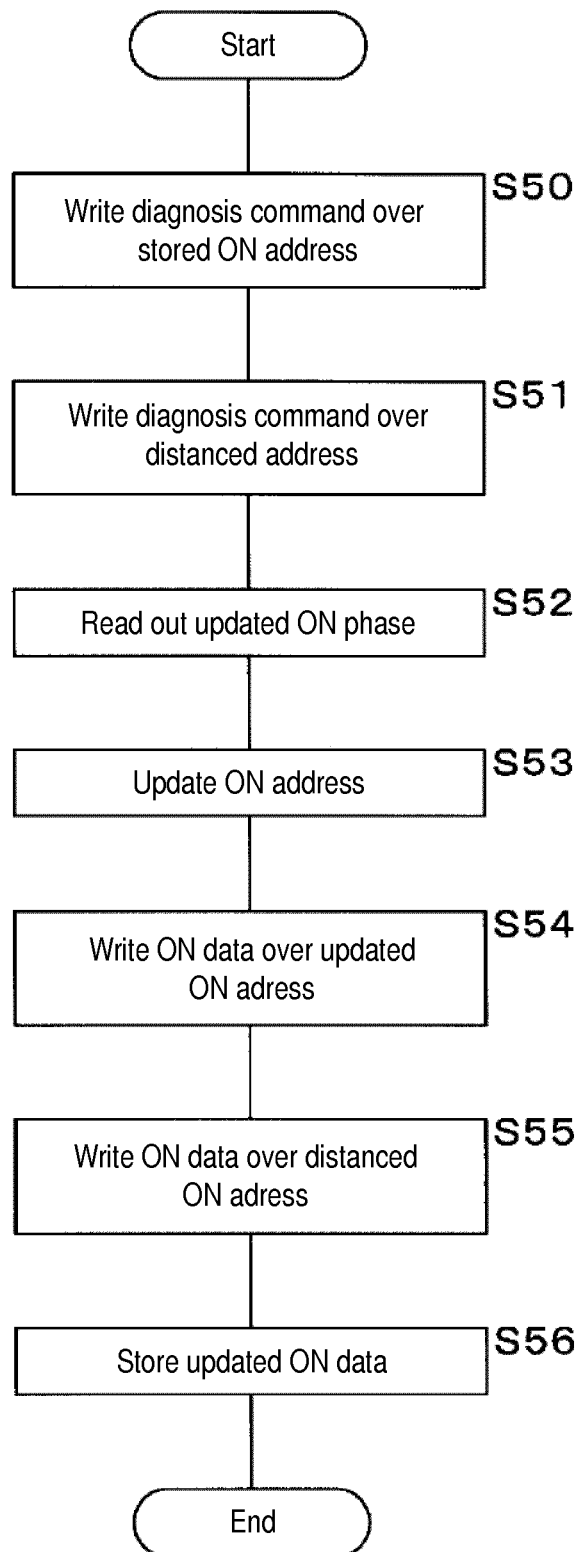 Start
S50
Write diagnosis command over
stored ON address
S51
Write diagnosis command over
distanced address
S52
Read out updated ON phase
S53
Update ON address
S54
Write ON data over updated
ON adress
S55
Write ON data over distanced
ON adress
S56
Store updated ON data
End